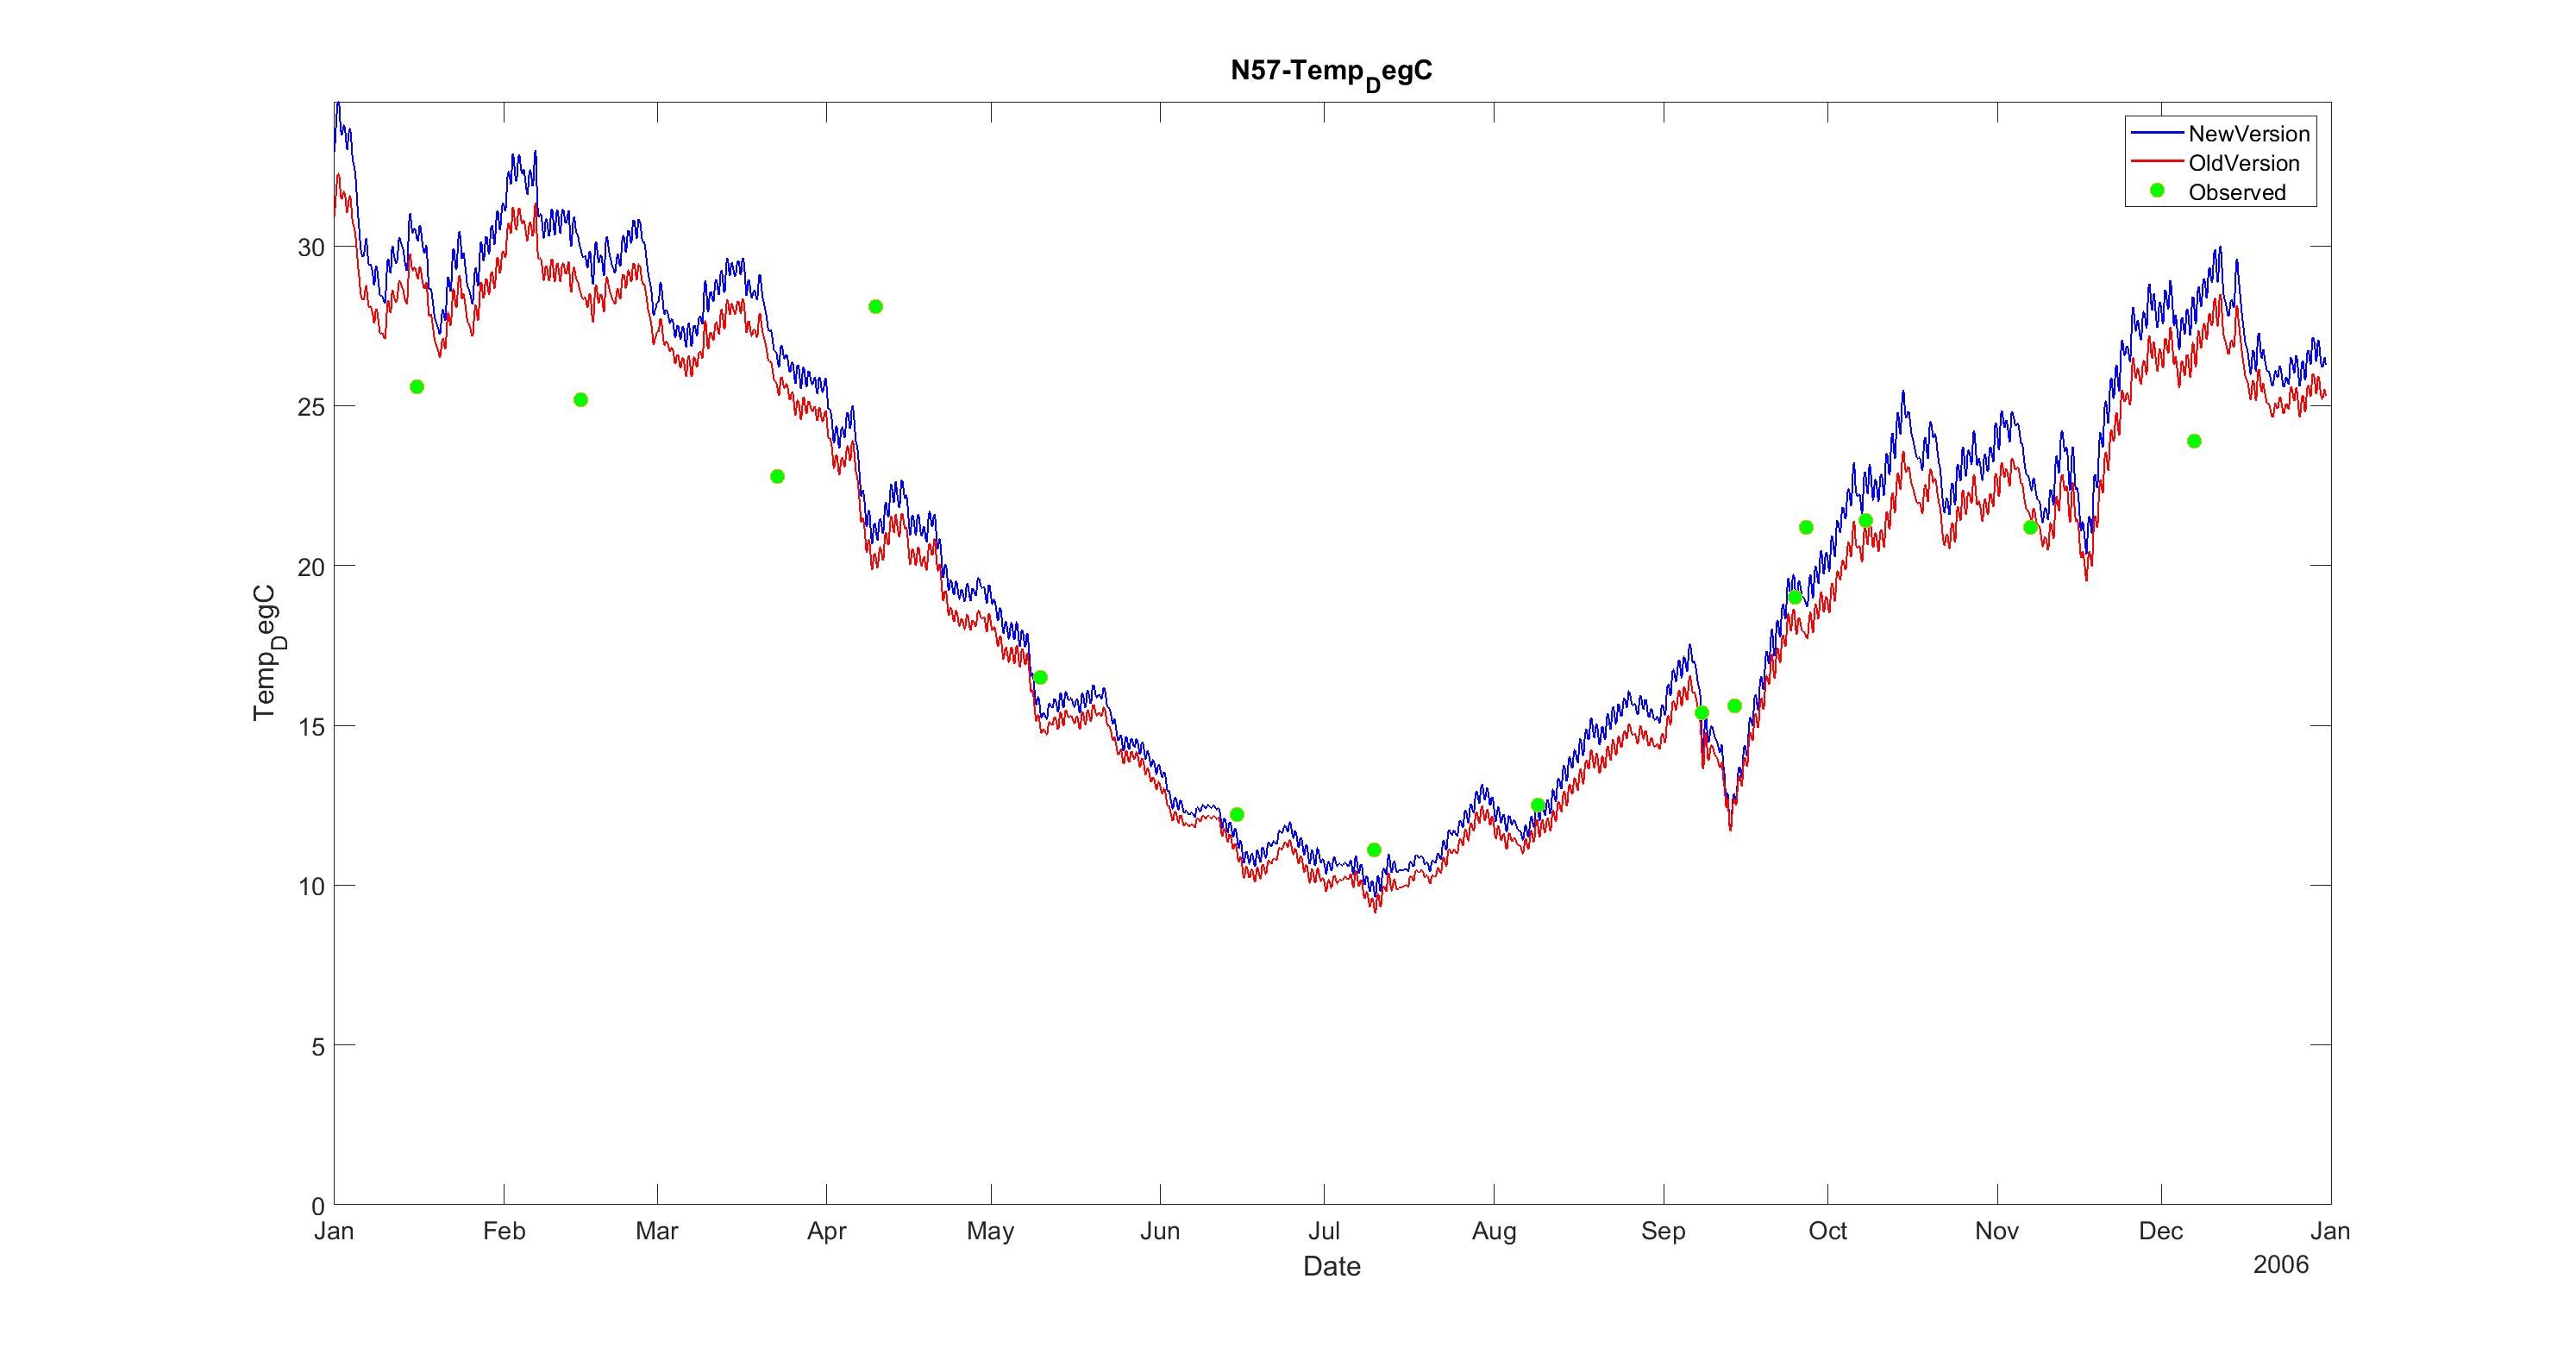 N57-Temp_DegC
NewVersion
OldVersion
Observed
30
25
20
15
10
5
0
Temp_DegC
Jan Feb Mar Apr May Jun Jul Aug Sep Oct Nov Dec Jan
Date
2006